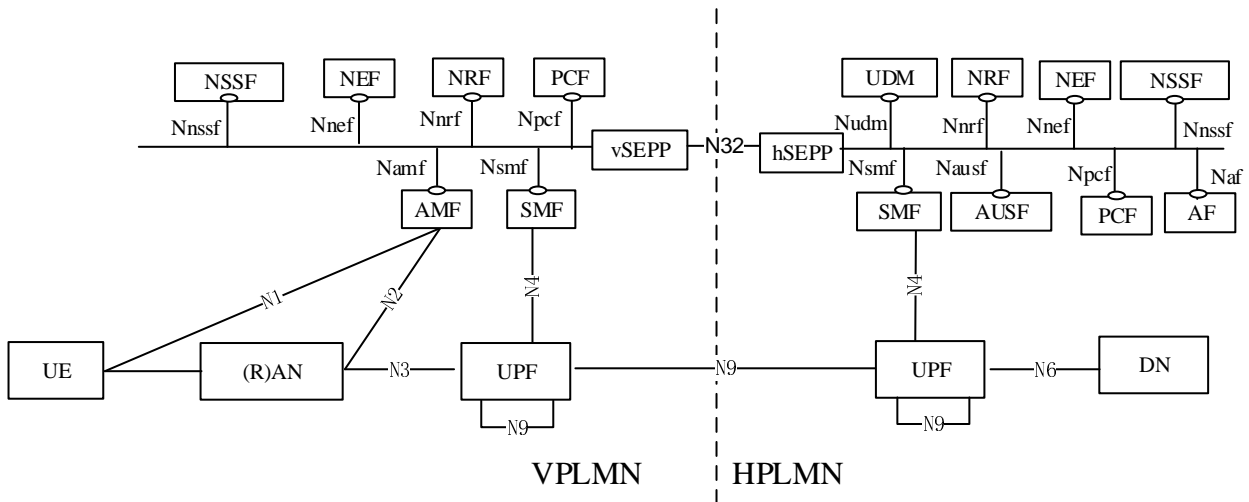 NSSF NEF NRF PCF UDM NRF NEF NSSF
Nnssf Nnef Nnrf Npcf Nudm Nnrf Nnef Nnssf
vSEPP N32 hSEPP
Namf Nsmf Nsmf Nausf Npcf Naf
AMF SMF SMF AUSF PCF AF
N1 N2 N4 N4
UE (R)AN N3 UPF N9 UPF N6 DN
N9 N9
VPLMN HPLMN